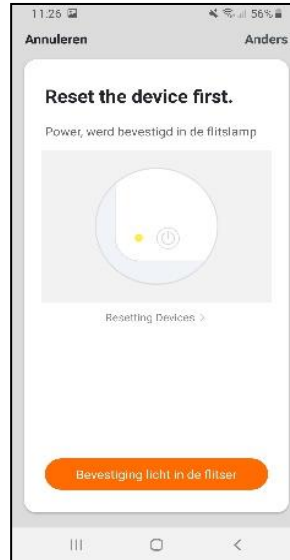 11.26 56%
Annuleren Anders
Reset the device first.
Power, werd bevestigd in de flitslamp
Resetting Devices >
Bevestiging licht in de flitser